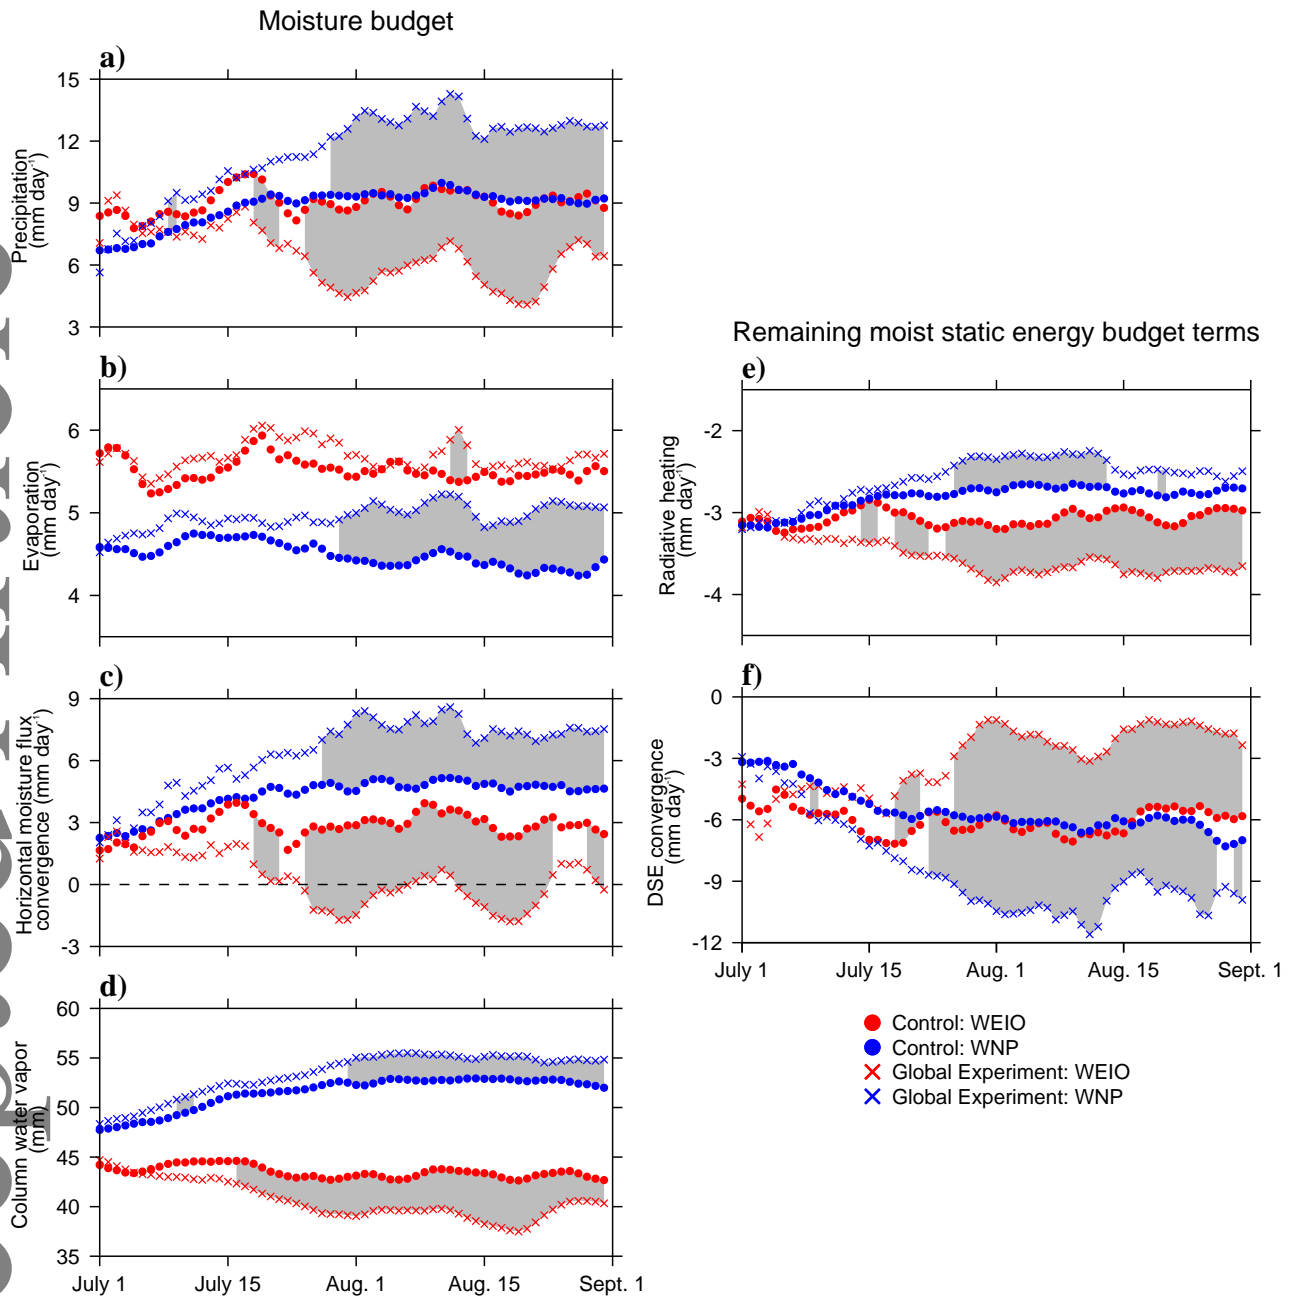 Moisture budget
a)
15
12
9
6
3
Precipitation
(mm day-1)
b)
6
5
4
Evaporation
(mm day-1)
c)
9
6
3
0
-3
Horizontal moisture flux
convergence (mm day-1)
d)
60
55
50
45
40
35
Column water vapor
(mm)
July 1
July 15
Aug. 1
Aug. 15
Sept. 1
Remaining moist static energy budget terms
e)
-2
-3
-4
Radiative heating
(mm day-1)
f)
0
-3
-6
-9
-12
DSE convergence
(mm day-1)
July 1
July 15
Aug. 1
Aug. 15
Sept. 1
Control: WEIO
Control: WNP
Global Experiment: WEIO
Global Experiment: WNP